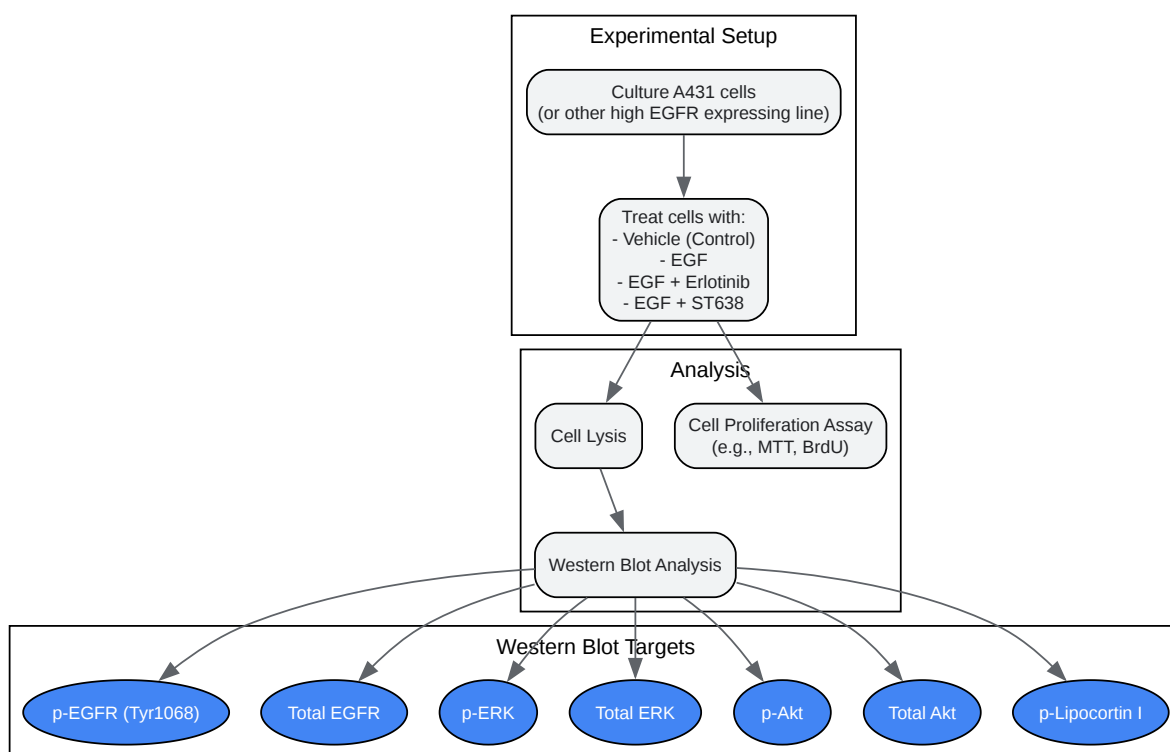 Experimental Setup
Culture A431 cells
(or other high EGFR expressing line)
Treat cells with:
- Vehicle (Control)
- EGF
- EGF + Erlotinib
- EGF + ST638
Analysis
Cell Lysis
Cell Proliferation Assay
(e.g., MTT, BrdU)
Western Blot Analysis
Western Blot Targets
p-EGFR (Tyr1068)
Total EGFR
p-ERK
Total ERK
p-Akt
Total Akt
p-Lipocortin I